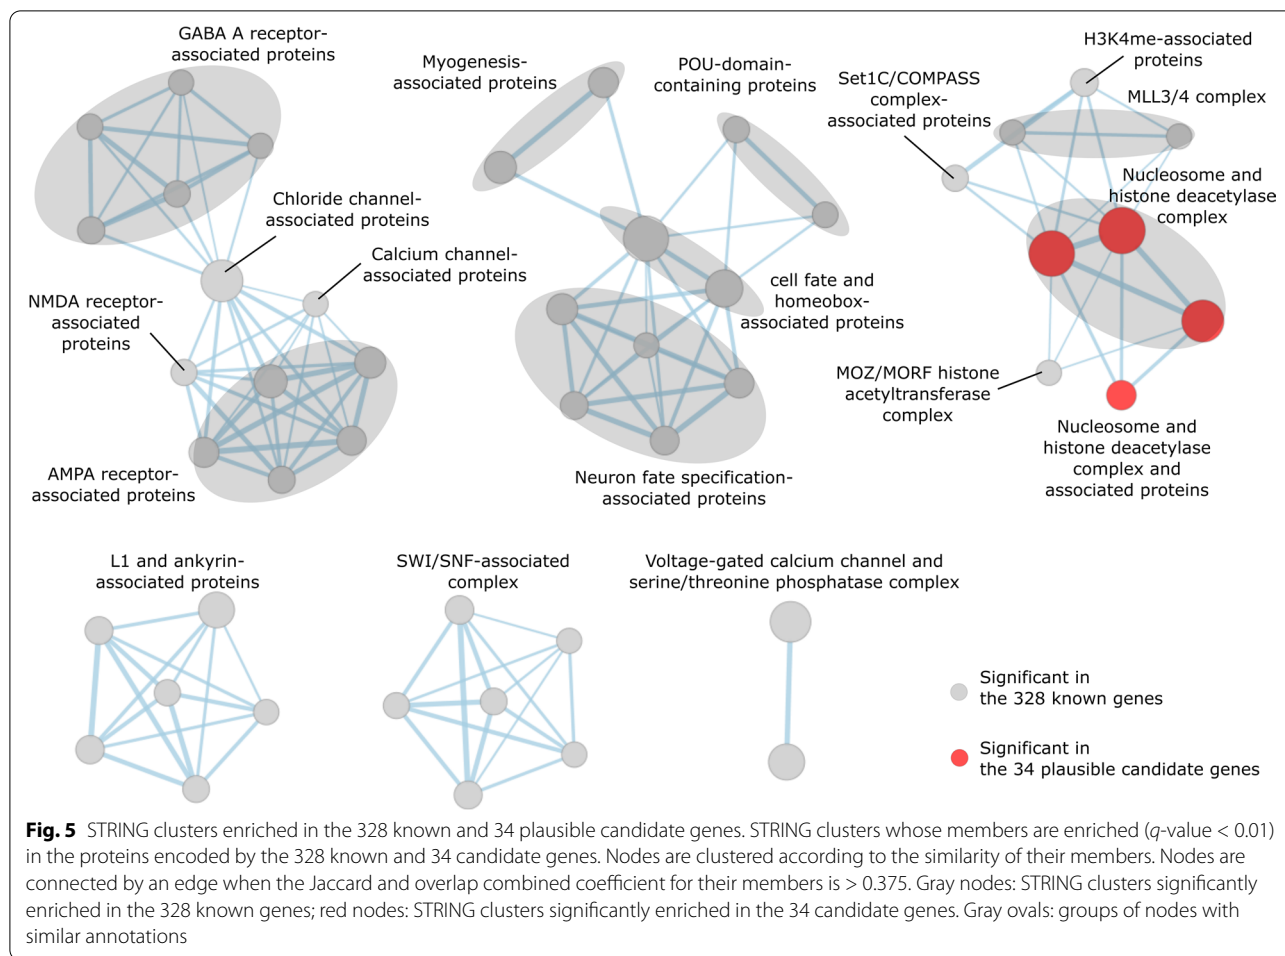 GABA A receptor-
associated proteins
Myogenesis-
associated proteins
POU-domain-
containing proteins
H3K4me-associated
proteins
Set1C/COMPASS
complex-
associated proteins
MLL3/4 complex
Nucleosome and
histone deacetylase
complex
Chloride channel-
associated proteins
Calcium channel-
associated proteins
NMDA receptor-
associated
proteins
cell fate and
homeobox-
associated proteins
MOZ/MORF histone
acetyltransferase
complex
AMPA receptor-
associated proteins
Neuron fate specification-
associated proteins
Nucleosome and
histone deacetylase
complex and
associated proteins
L1 and ankyrin-
associated proteins
SWI/SNF-associated
complex
Voltage-gated calcium channel and
serine/threonine phosphatase complex
Significant in
the 328 known genes
Significant in
the 34 plausible candidate genes
Fig. 5 STRING clusters enriched in the 328 known and 34 plausible candidate genes. STRING clusters whose members are enriched (q-value < 0.01)
in the proteins encoded by the 328 known and 34 candidate genes. Nodes are clustered according to the similarity of their members. Nodes are
connected by an edge when the Jaccard and overlap combined coefficient for their members is > 0.375. Gray nodes: STRING clusters significantly
enriched in the 328 known genes; red nodes: STRING clusters significantly enriched in the 34 candidate genes. Gray ovals: groups of nodes with
similar annotations